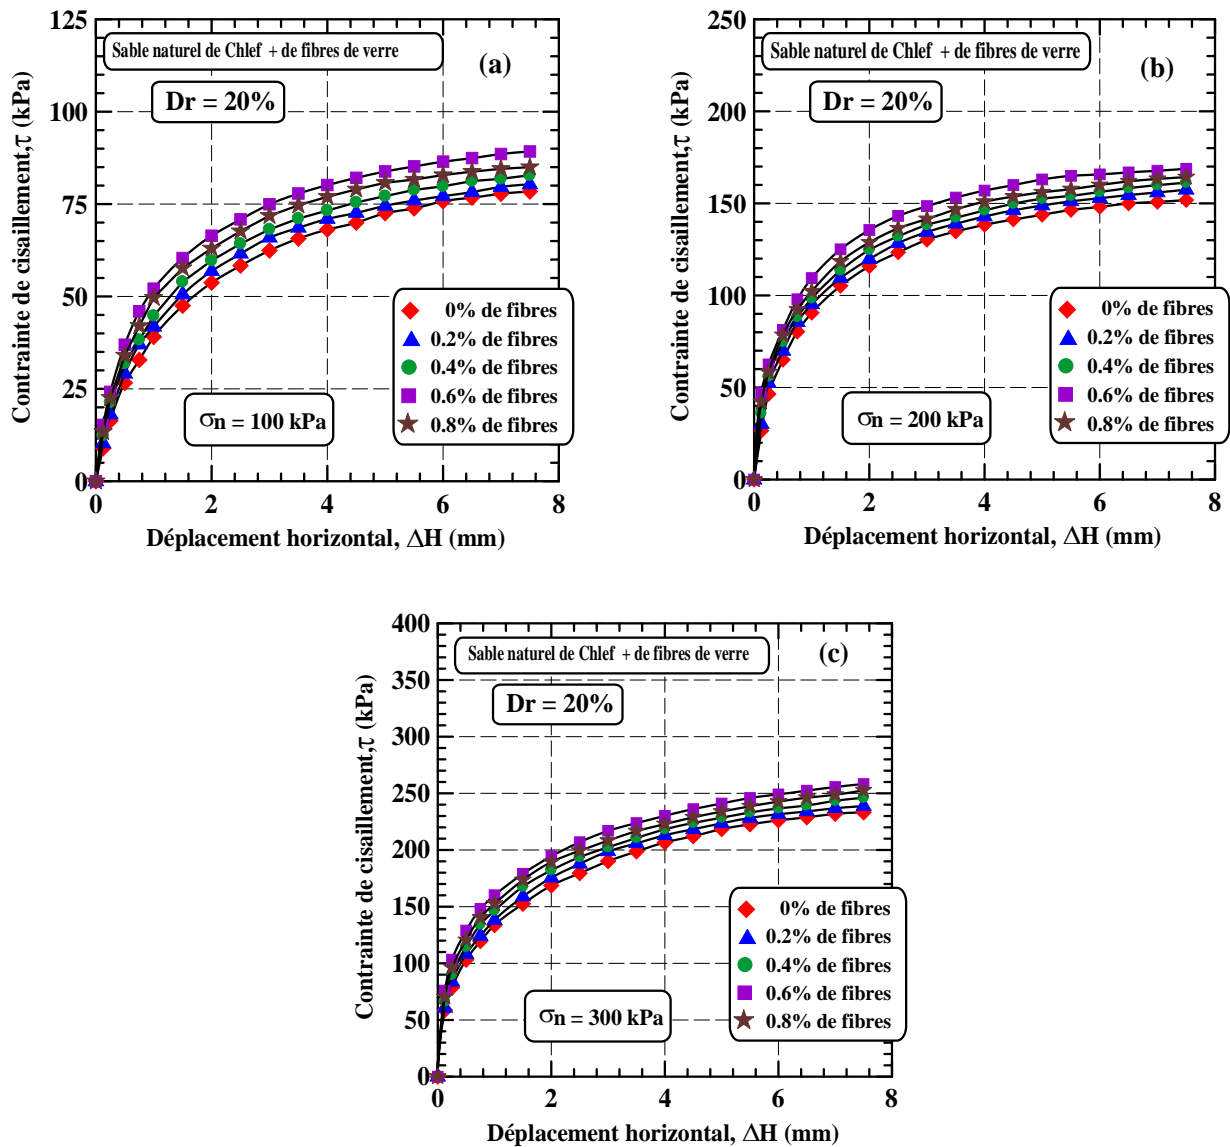 Sable naturel de Chlef + de fibres de verre
(a)
Dr = 20%
Contrainte de cisaillement,τ (kPa)
125
100
75
50
25
0
0% de fibres
0.2% de fibres
0.4% de fibres
0.6% de fibres
0.8% de fibres
σn = 100 kPa
0 2 4 6 8
Déplacement horizontal, ΔH (mm)
Sable naturel de Chlef + de fibres de verre
(b)
Dr = 20%
Contrainte de cisaillement,τ (kPa)
250
200
150
100
50
0
0% de fibres
0.2% de fibres
0.4% de fibres
0.6% de fibres
0.8% de fibres
σn = 200 kPa
0 2 4 6 8
Déplacement horizontal, ΔH (mm)
Sable naturel de Chlef + de fibres de verre
(c)
Dr = 20%
Contrainte de cisaillement,τ (kPa)
400
350
300
250
200
150
100
50
0
0% de fibres
0.2% de fibres
0.4% de fibres
0.6% de fibres
0.8% de fibres
σn = 300 kPa
0 2 4 6 8
Déplacement horizontal, ΔH (mm)